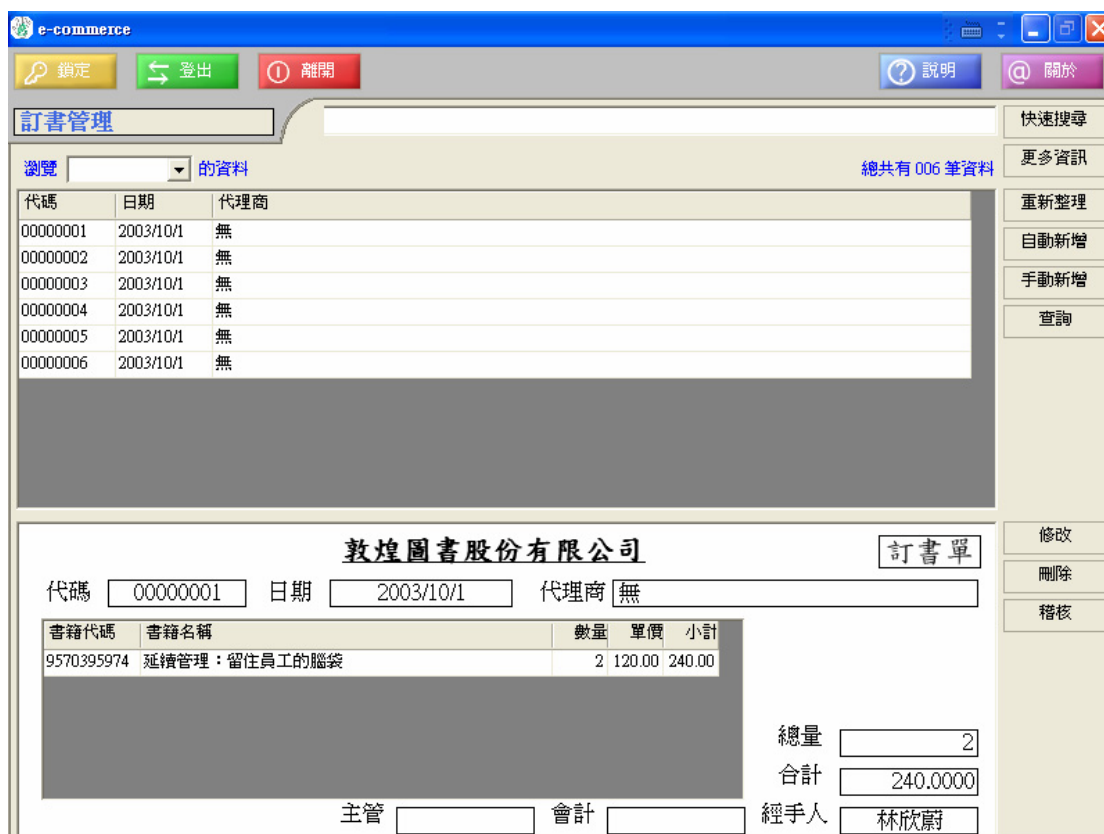 e-commerce
鎖定 登出 離開 說明 @ 關於
訂書管理 快速搜尋
瀏覽 的資料 總共有 006 筆資料 更多資訊
代碼 日期 代理商 重新整理
00000001 2003/10/1 無
00000002 2003/10/1 無 自動新增
00000003 2003/10/1 無 手動新增
00000004 2003/10/1 無 查詢
00000005 2003/10/1 無
00000006 2003/10/1 無
敦煌圖書股份有限公司 訂書單 修改
代碼 00000001 日期 2003/10/1 代理商 無 刪除
書籍代碼 書籍名稱 數量 單價 小計 稽核
9570395974 延續管理：留住員工的腦袋 2 120.00 240.00
總量 2
合計 240.0000
主管 會計 經手人 林欣蔚